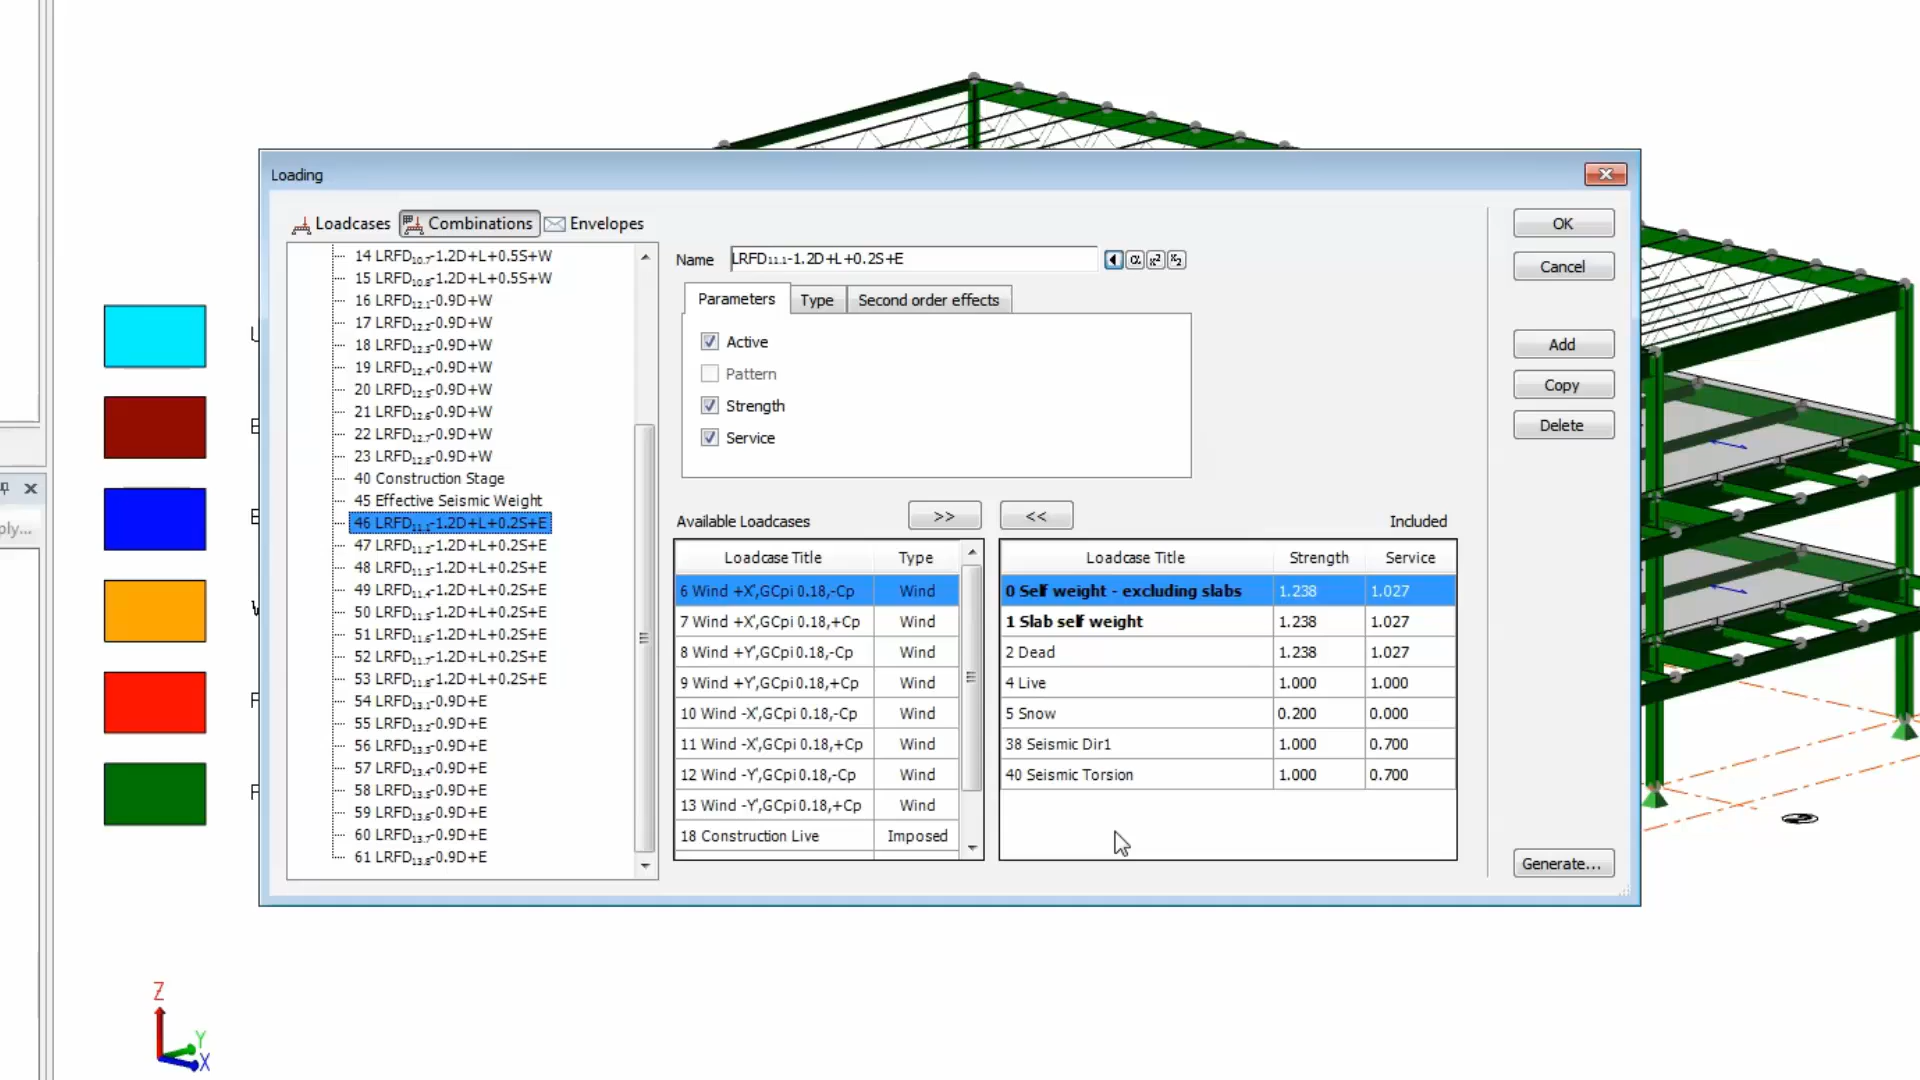 Loading
Loadcases Combinations Envelopes
14 LRFD10.7-1.2D+L+0.5S+W
15 LRFD10.8-1.2D+L+0.5S+W
16 LRFD12.1-0.9D+W
17 LRFD12.2-0.9D+W
18 LRFD12.3-0.9D+W
19 LRFD12.4-0.9D+W
20 LRFD12.5-0.9D+W
21 LRFD12.6-0.9D+W
22 LRFD12.7-0.9D+W
23 LRFD12.8-0.9D+W
40 Construction Stage
45 Effective Seismic Weight
46 LRFD11.1-1.2D+L+0.2S+E
47 LRFD11.2-1.2D+L+0.2S+E
48 LRFD11.3-1.2D+L+0.2S+E
49 LRFD11.4-1.2D+L+0.2S+E
50 LRFD11.5-1.2D+L+0.2S+E
51 LRFD11.6-1.2D+L+0.2S+E
52 LRFD11.7-1.2D+L+0.2S+E
53 LRFD11.8-1.2D+L+0.2S+E
54 LRFD13.1-0.9D+E
55 LRFD13.2-0.9D+E
56 LRFD13.3-0.9D+E
57 LRFD13.4-0.9D+E
58 LRFD13.5-0.9D+E
59 LRFD13.6-0.9D+E
60 LRFD13.7-0.9D+E
61 LRFD13.8-0.9D+E
Name LRFD11.1-1.2D+L+0.2S+E α x² x₂
Parameters Type Second order effects
Active
Pattern
Strength
Service
Available Loadcases >> << Included
Loadcase Title Type
6 Wind +X',GCpi 0.18,-Cp Wind
7 Wind +X',GCpi 0.18,+Cp Wind
8 Wind +Y',GCpi 0.18,-Cp Wind
9 Wind +Y',GCpi 0.18,+Cp Wind
10 Wind -X',GCpi 0.18,-Cp Wind
11 Wind -X',GCpi 0.18,+Cp Wind
12 Wind -Y',GCpi 0.18,-Cp Wind
13 Wind -Y',GCpi 0.18,+Cp Wind
18 Construction Live Imposed
Loadcase Title Strength Service
0 Self weight - excluding slabs 1.238 1.027
1 Slab self weight 1.238 1.027
2 Dead 1.238 1.027
4 Live 1.000 1.000
5 Snow 0.200 0.000
38 Seismic Dir1 1.000 0.700
40 Seismic Torsion 1.000 0.700
OK
Cancel
Add
Copy
Delete
Generate...
ply...
Z
Y
X